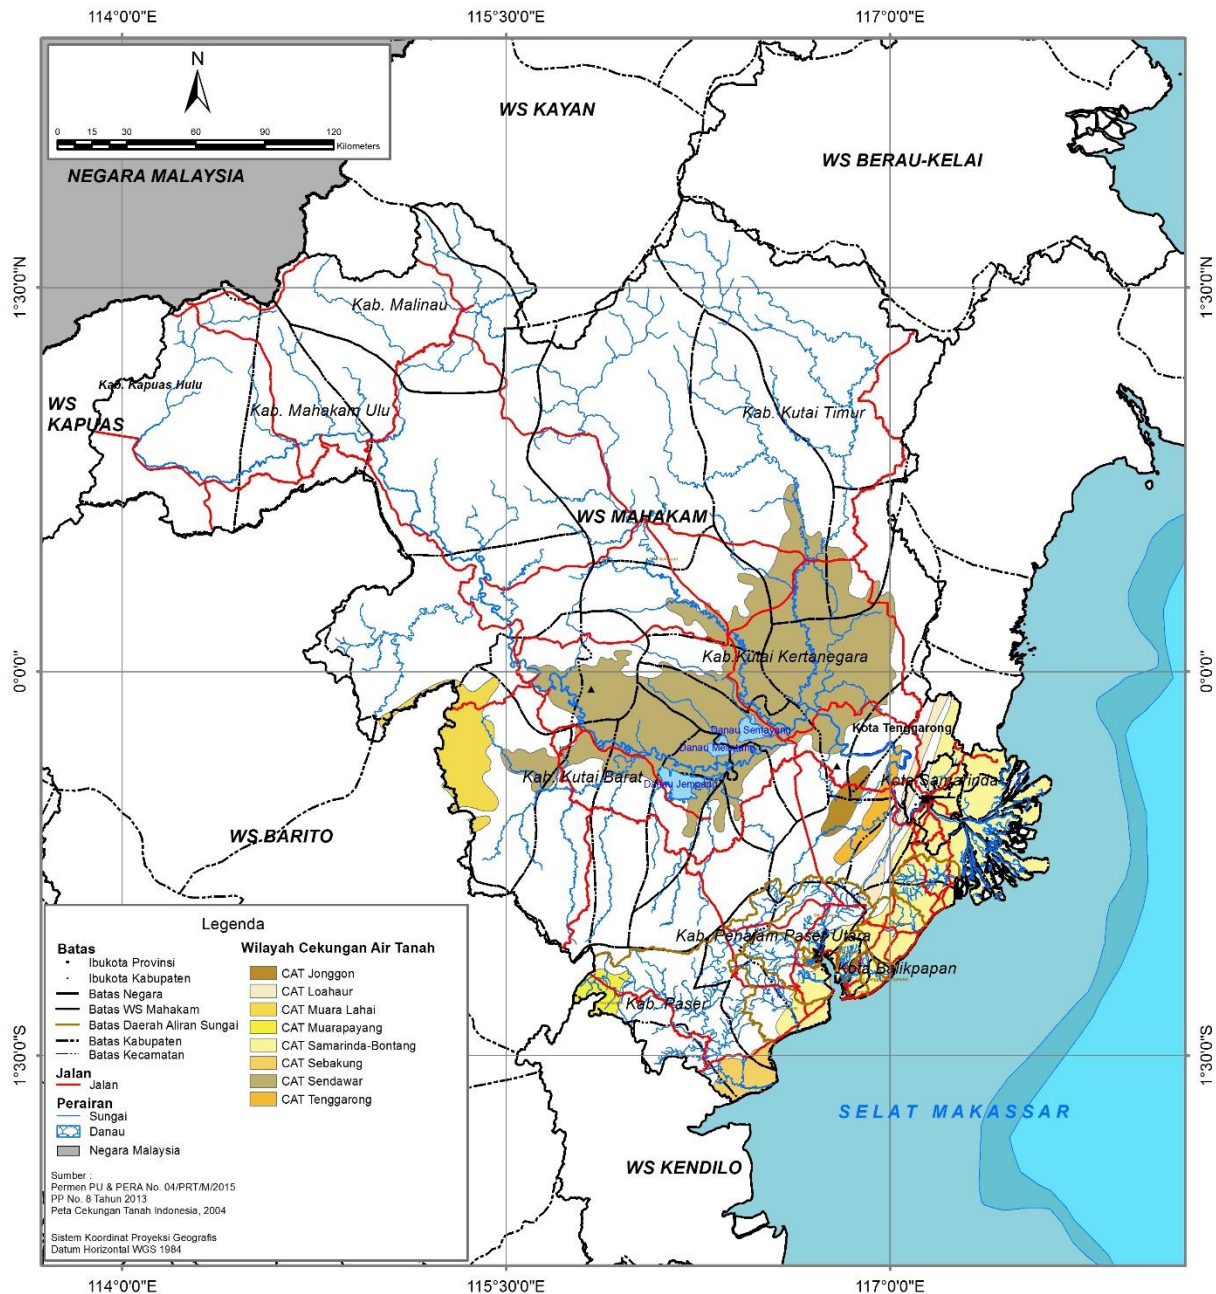 114°0'0"E 115°30'0"E 117°0'0"E
N
0 15 30 60 90 120
Kilometers
WS KAYAN
WS BERAU-KELAI
NEGARA MALAYSIA
1°30'0"N 1°30'0"N
Kab. Malinau
Kab. Kapuas Hulu
WS
KAPUAS
Kab. Mahakam Ulu
Kab. Kutai Timur
WS MAHAKAM
Kab.Kutai Kertanegara
0°0'0" 0°0'0"
Danau Semayang
Kota Tenggarong
Danau Melintang
Kab. Kutai Barat
Danau Jempang
Kota Samarinda
WS BARITO
Kab. Penajam Paser Utara
Kota Balikpapan
Kab. Paser
1°30'0"S 1°30'0"S
SELAT MAKASSAR
WS KENDILO
Legenda
Batas
Ibukota Provinsi
Ibukota Kabupaten
Batas Negara
Batas WS Mahakam
Batas Daerah Aliran Sungai
Batas Kabupaten
Batas Kecamatan
Jalan
Jalan
Perairan
Sungai
Danau
Negara Malaysia
Wilayah Cekungan Air Tanah
CAT Jonggon
CAT Loahaur
CAT Muara Lahai
CAT Muarapayang
CAT Samarinda-Bontang
CAT Sebakung
CAT Sendawar
CAT Tenggarong
Sumber :
Permen PU & PERA No. 04/PRT/M/2015
PP No. 8 Tahun 2013
Peta Cekungan Tanah Indonesia, 2004
Sistem Koordinat Proyeksi Geografis
Datum Horizontal WGS 1984
114°0'0"E 115°30'0"E 117°0'0"E